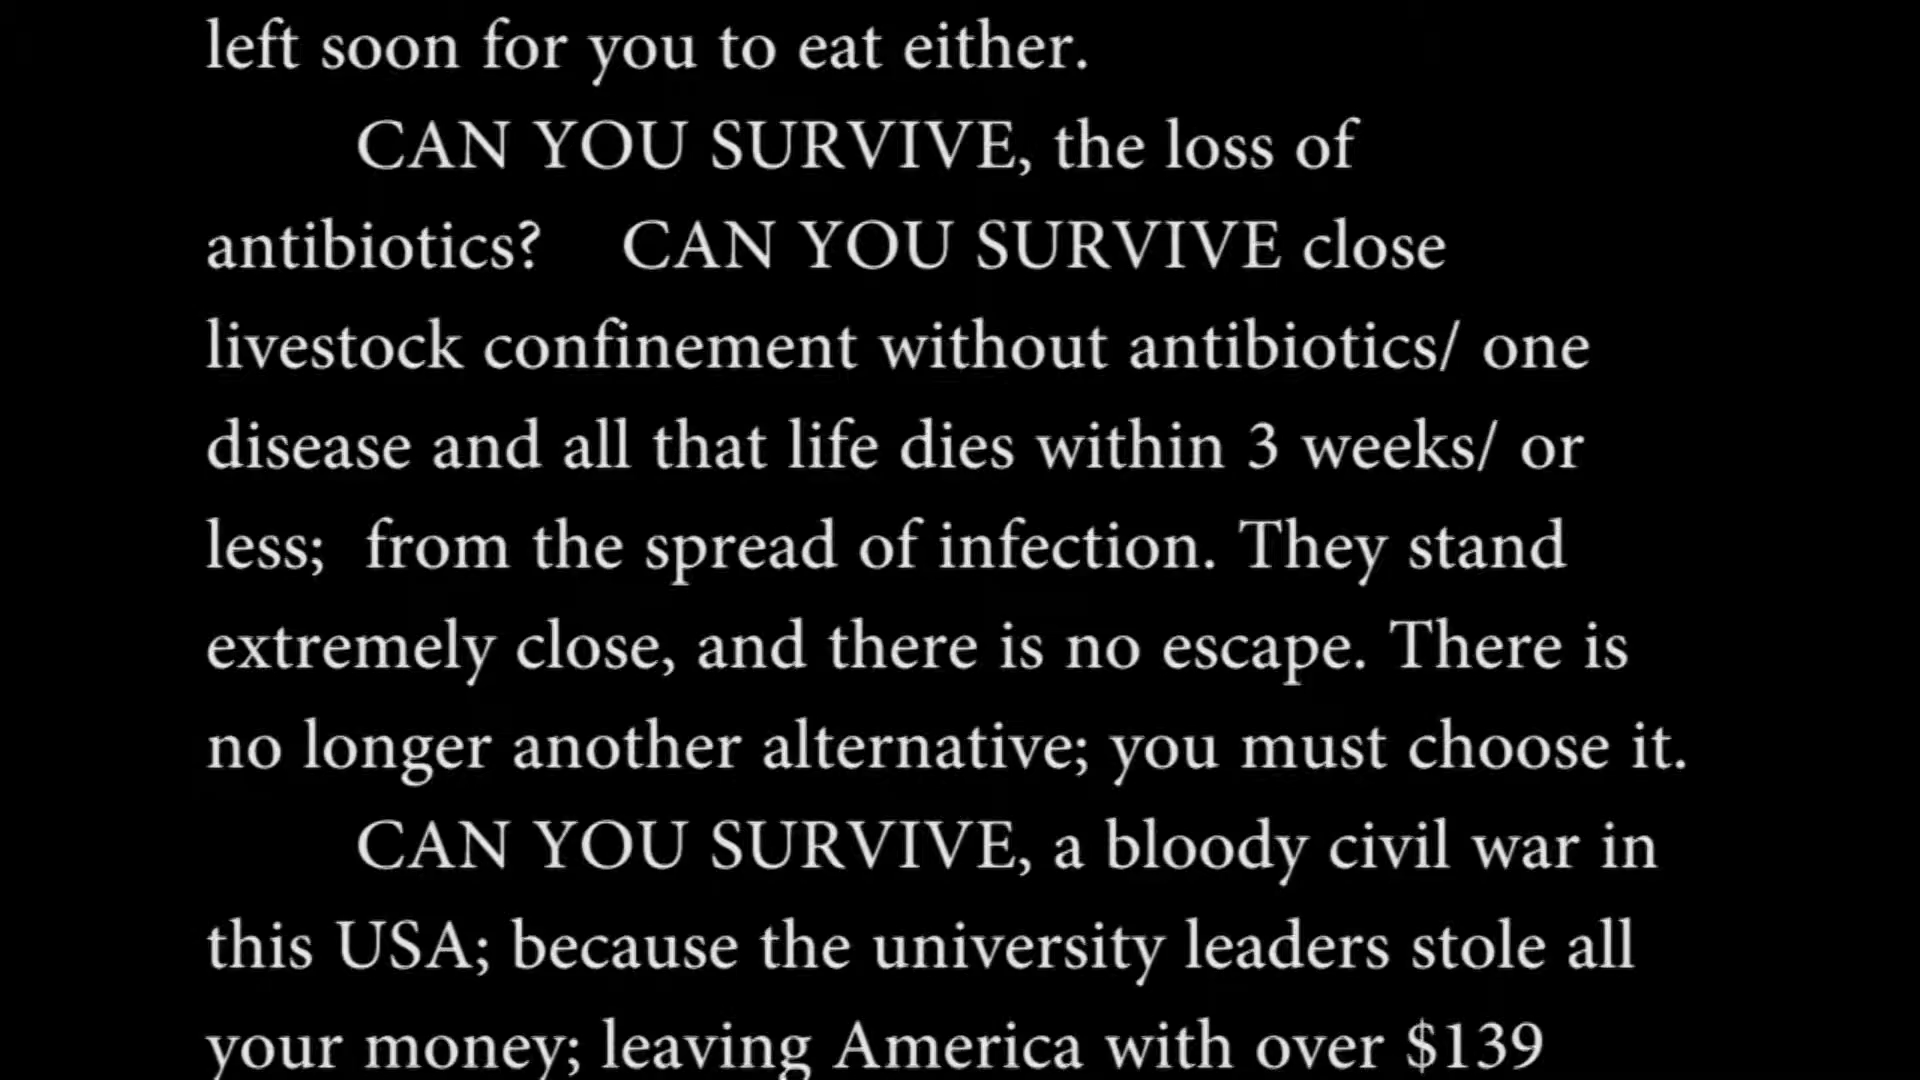 left soon for you to eat either.
CAN YOU SURVIVE, the loss of
antibiotics?    CAN YOU SURVIVE close
livestock confinement without antibiotics/ one
disease and all that life dies within 3 weeks/ or
less;  from the spread of infection. They stand
extremely close, and there is no escape. There is
no longer another alternative; you must choose it.
CAN YOU SURVIVE, a bloody civil war in
this USA; because the university leaders stole all
your money; leaving America with over $139